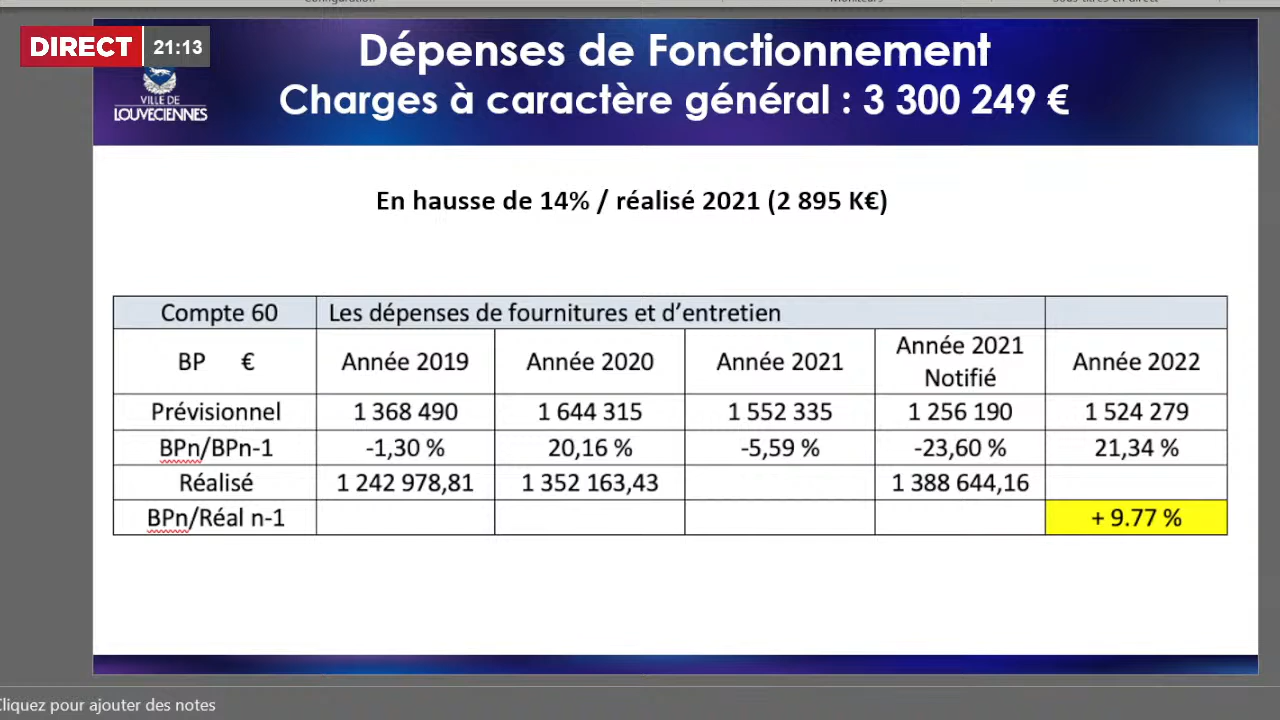 DIRECT 21:13
VILLE DE
LOUVECIENNES
Dépenses de Fonctionnement
Charges à caractère général : 3 300 249 €
En hausse de 14% / réalisé 2021 (2 895 K€)
Compte 60 Les dépenses de fournitures et d’entretien
BP € Année 2019 Année 2020 Année 2021 Année 2021 Notifié Année 2022
Prévisionnel 1 368 490 1 644 315 1 552 335 1 256 190 1 524 279
BPn/BPn-1 -1,30 % 20,16 % -5,59 % -23,60 % 21,34 %
Réalisé 1 242 978,81 1 352 163,43 1 388 644,16
BPn/Réal n-1 + 9.77 %
Cliquez pour ajouter des notes